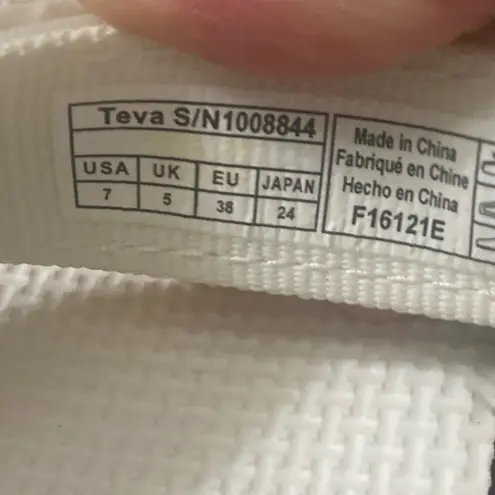 Teva S/N1008844
USA UK EU JAPAN
7 5 38 24
Made in China
Fabriqué en Chine
Hecho en China
F16121E